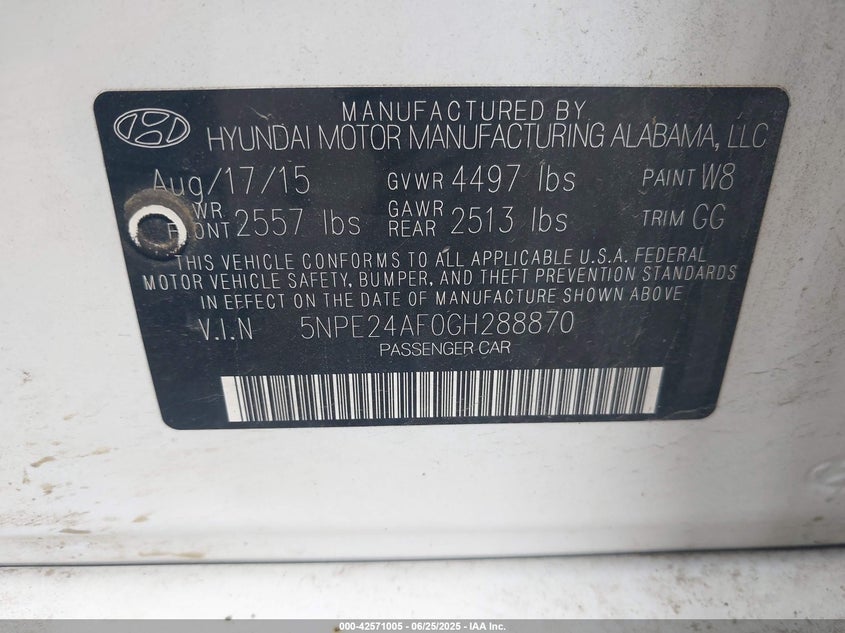 MANUFACTURED BY
HYUNDAI MOTOR MANUFACTURING ALABAMA, LLC
Aug/17/15 GVWR 4497 lbs PAINT W8
WR FRONT 2557 lbs GAWR REAR 2513 lbs TRIM GG
THIS VEHICLE CONFORMS TO ALL APPLICABLE U.S.A. FEDERAL
MOTOR VEHICLE SAFETY, BUMPER, AND THEFT PREVENTION STANDARDS
IN EFFECT ON THE DATE OF MANUFACTURE SHOWN ABOVE
V.I.N 5NPE24AF0GH288870
PASSENGER CAR
000-42571005 - 06/25/2025 - IAA Inc.